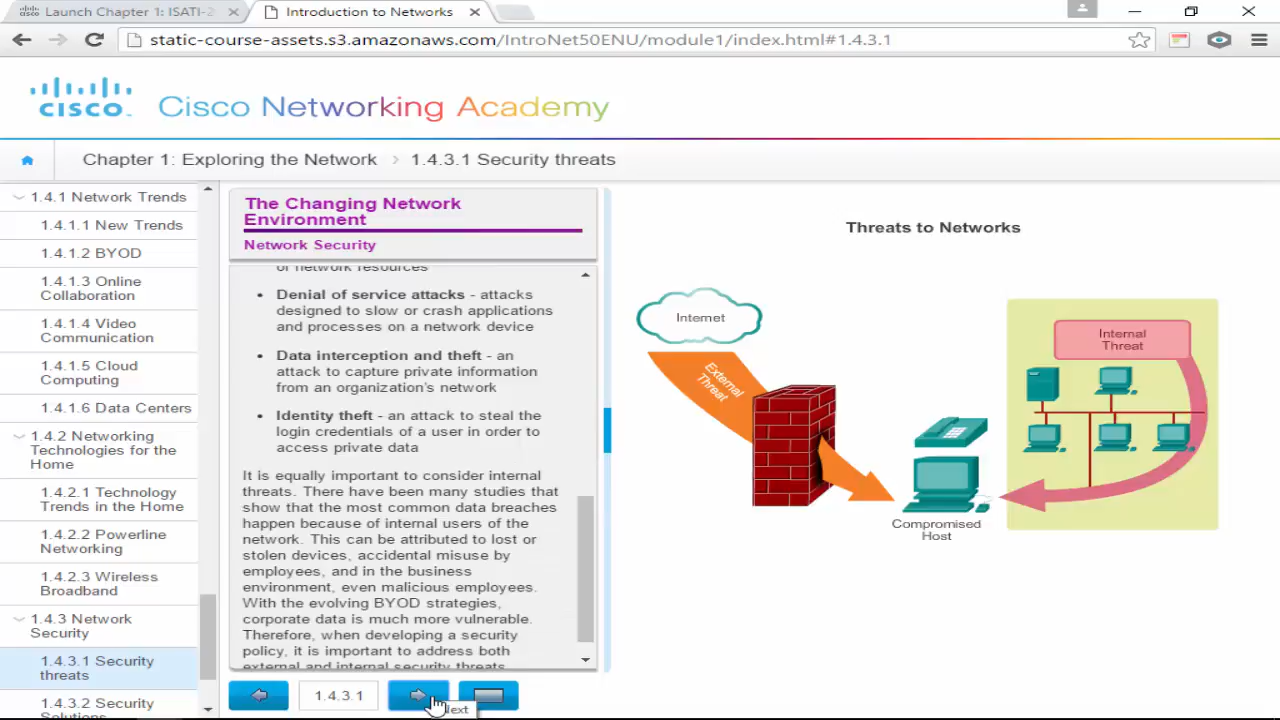 cisco Launch Chapter 1: ISATI-2
Introduction to Networks
static-course-assets.s3.amazonaws.com/IntroNet50ENU/module1/index.html#1.4.3.1
CISCO. Cisco Networking Academy
Chapter 1: Exploring the Network
1.4.3.1 Security threats
1.4.1 Network Trends
1.4.1.1 New Trends
1.4.1.2 BYOD
1.4.1.3 Online
Collaboration
1.4.1.4 Video
Communication
1.4.1.5 Cloud
Computing
1.4.1.6 Data Centers
1.4.2 Networking
Technologies for the
Home
1.4.2.1 Technology
Trends in the Home
1.4.2.2 Powerline
Networking
1.4.2.3 Wireless
Broadband
1.4.3 Network
Security
1.4.3.1 Security
threats
1.4.3.2 Security
Solutions
The Changing Network
Environment
Network Security
of network resources
• Denial of service attacks - attacks
designed to slow or crash applications
and processes on a network device
• Data interception and theft - an
attack to capture private information
from an organization's network
• Identity theft - an attack to steal the
login credentials of a user in order to
access private data
It is equally important to consider internal
threats. There have been many studies that
show that the most common data breaches
happen because of internal users of the
network. This can be attributed to lost or
stolen devices, accidental misuse by
employees, and in the business
environment, even malicious employees.
With the evolving BYOD strategies,
corporate data is much more vulnerable.
Therefore, when developing a security
policy, it is important to address both
external and internal security threats.
1.4.3.1
Next
Threats to Networks
Internet
External
Threat
Internal
Threat
Compromised
Host